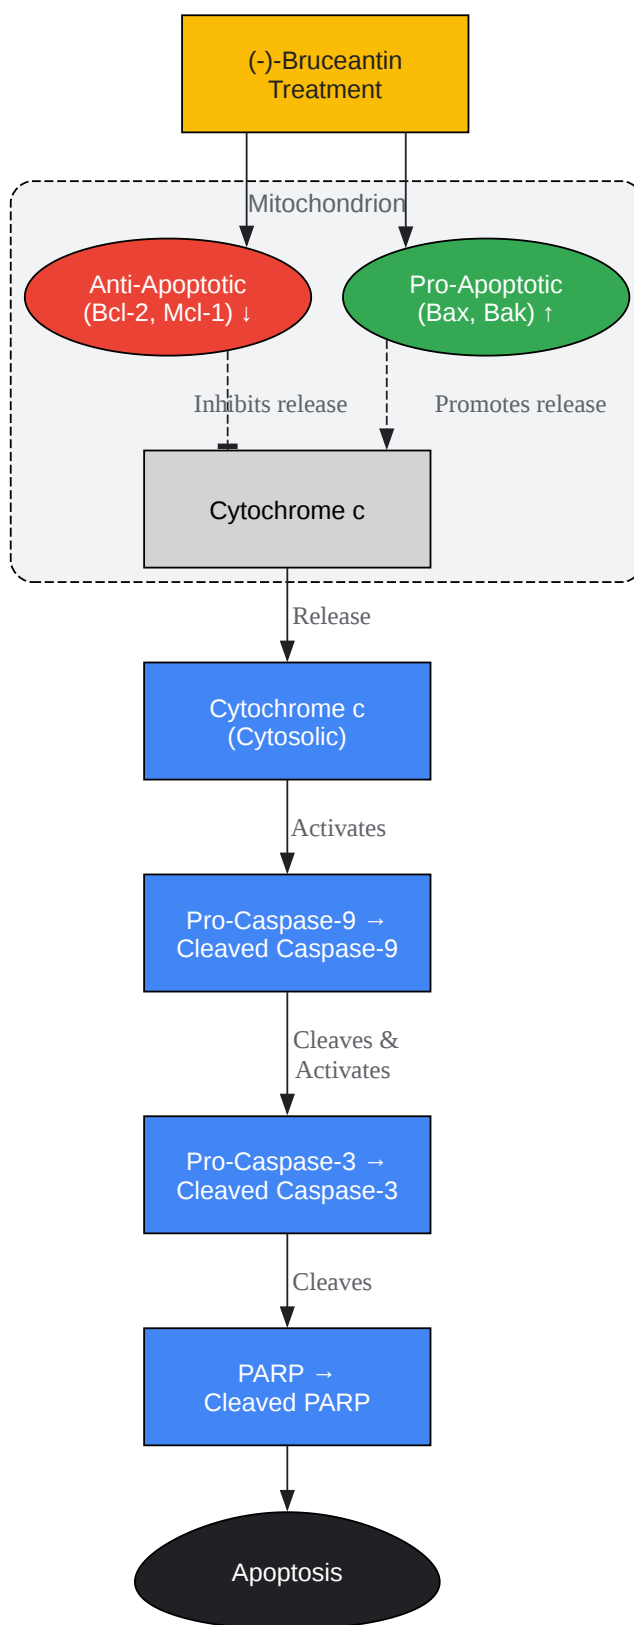 (-)-Bruceantin
Treatment
Mitochondrion
Anti-Apoptotic
(Bcl-2, Mcl-1) ↓
Pro-Apoptotic
(Bax, Bak) ↑
Inhibits release
Promotes release
Cytochrome c
Release
Cytochrome c
(Cytosolic)
Activates
Pro-Caspase-9 →
Cleaved Caspase-9
Cleaves &
Activates
Pro-Caspase-3 →
Cleaved Caspase-3
Cleaves
PARP →
Cleaved PARP
Apoptosis